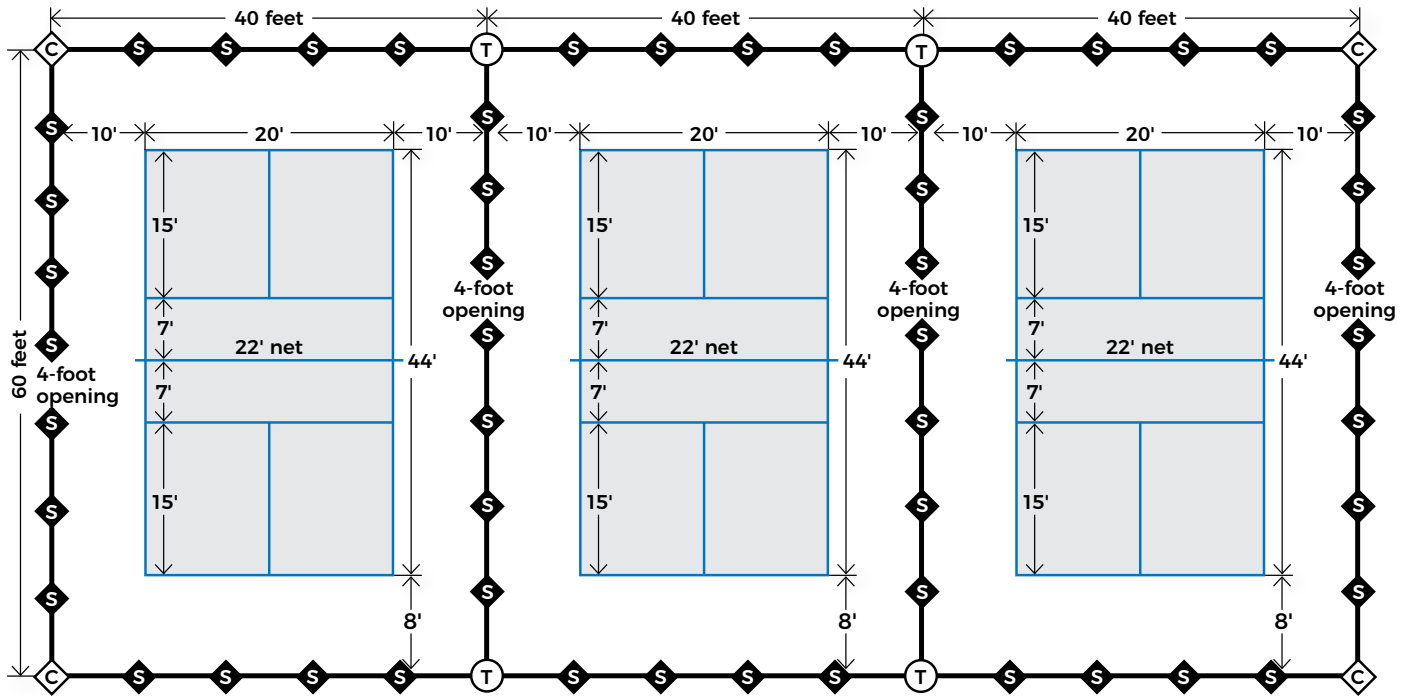 40 feet 40 feet 40 feet
C S S S S T S S S S T S S S S C
S S S S
10' 20' 10' 10' 20' 10' 10' 20' 10'
S S S S
15' 15' 15'
S S S S
4-foot 4-foot 4-foot
opening opening opening
7' 7' 7'
S S S S
22' net 22' net 22' net
60 feet 44' 44' 44'
4-foot
opening
7' 7' 7'
S S S S
15' 15' 15'
S S S S
S S S S
8' 8' 8'
C S S S S T S S S S T S S S S C